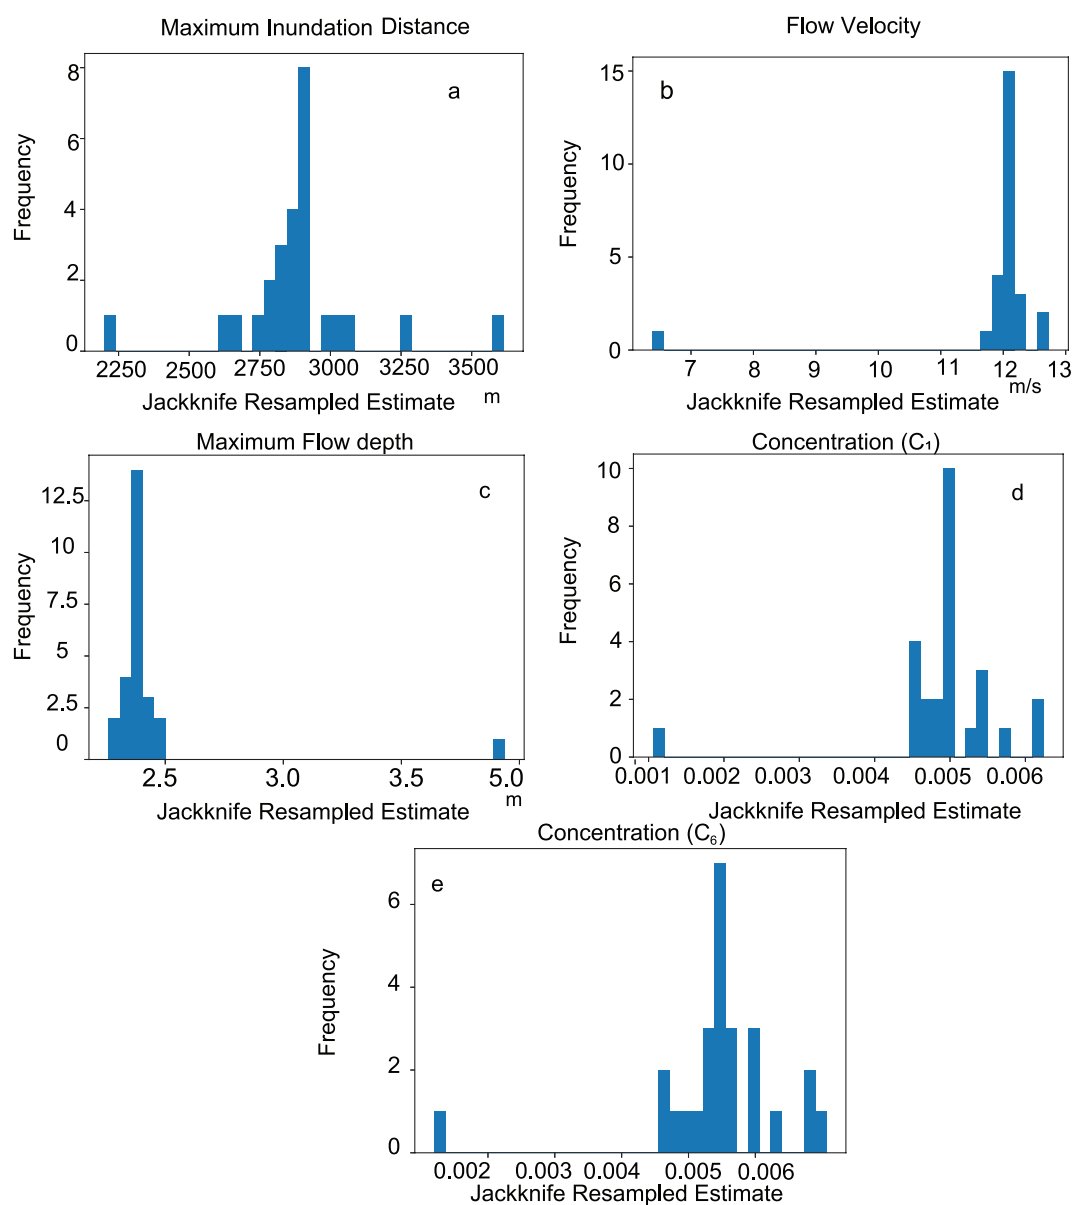 Maximum Inundation Distance
a
Frequency
8
6
4
2
0
2250 2500 2750 3000 3250 3500
Jackknife Resampled Estimate m
Flow Velocity
b
Frequency
15
10
5
0
7 8 9 10 11 12 13
m/s
Jackknife Resampled Estimate
Maximum Flow depth
c
Frequency
12.5
10
7.5
5
2.5
0
2.5 3.0 3.5 5.0
m
Jackknife Resampled Estimate
Concentration (C₁)
d
Frequency
10
8
6
4
2
0
0.001 0.002 0.003 0.004 0.005 0.006
Jackknife Resampled Estimate
Concentration (C₆)
e
Frequency
6
4
2
0
0.002 0.003 0.004 0.005 0.006
Jackknife Resampled Estimate